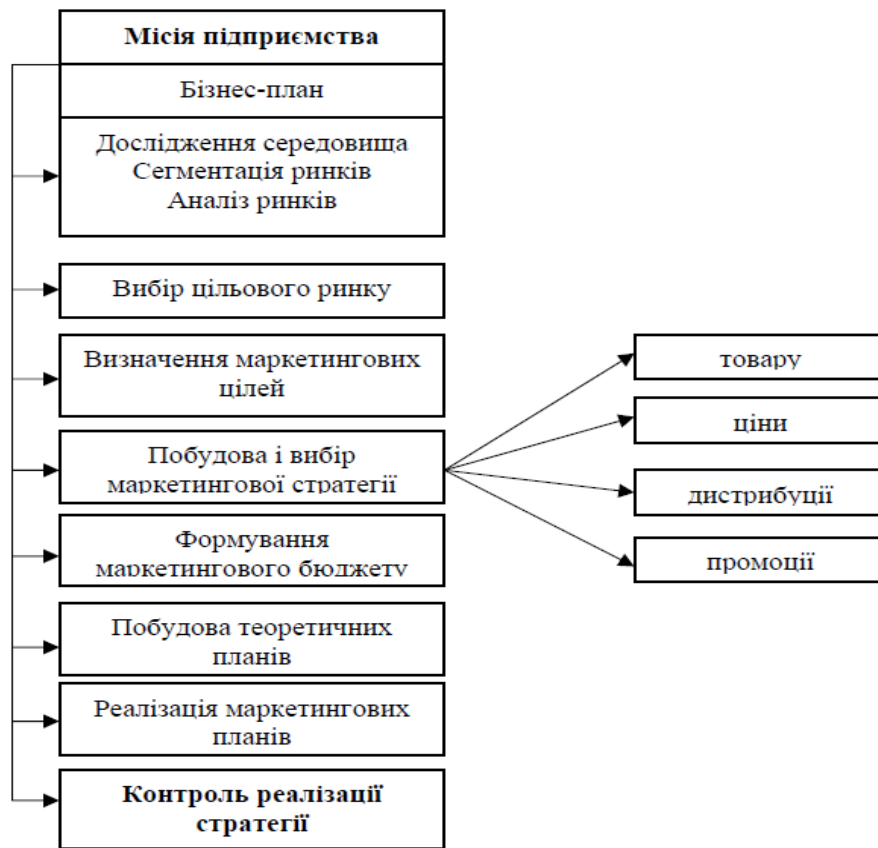 Місія підприємства
Бізнес-план
Дослідження середовища
Сегментація ринків
Аналіз ринків
Вибір цільового ринку
Визначення маркетингових
цілей
Побудова і вибір
маркетингової стратегії
Формування
маркетингового бюджету
Побудова теоретичних
планів
Реалізація маркетингових
планів
Контроль реалізації
стратегії
товару
ціни
дистрибуції
промоції